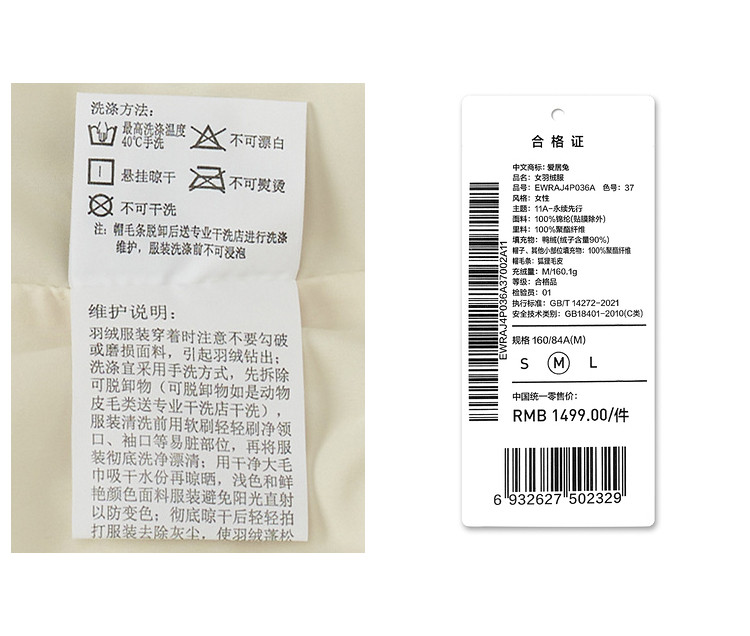 洗涤方法：
最高洗涤温度
40℃手洗
不可漂白
悬挂晾干
不可熨烫
不可干洗
注：帽毛条脱卸后送专业干洗店进行洗涤
维护，服装洗涤前不可浸泡
维护说明：
羽绒服装穿着时注意不要勾破
或磨损面料，引起羽绒钻出；
洗涤宜采用手洗方式，先拆除
可脱卸物（可脱卸物如是动物
皮毛类送专业干洗店干洗），
服装清洗前用软刷轻轻刷净领
口、袖口等易脏部位，再将服
装彻底洗净漂清；用干净大毛
巾吸干水份再晾晒，浅色和鲜
艳颜色面料服装避免阳光直射
以防变色；彻底晾干后轻轻拍
打服装去除灰尘，使羽绒蓬松
合格证
中文商标：爱居兔
品名：女羽绒服
品号：EWRAJ4P036A 色号：37
风格：女性
主题：11A-永续先行
面料：100%锦纶(贴膜除外)
里料：100%聚酯纤维
填充物：鸭绒(绒子含量90%)
帽子、其他小部位填充物：100%聚酯纤维
帽毛条：狐狸毛皮
充绒量：M/160.1g
等级：合格品
检验员：01
执行标准：GB/T 14272-2021
安全技术类别：GB18401-2010(C类)
EWRAJ4P036A37002A11
规格 160/84A(M)
S M L
中国统一零售价：
RMB 1499.00/件
6 932627 502329